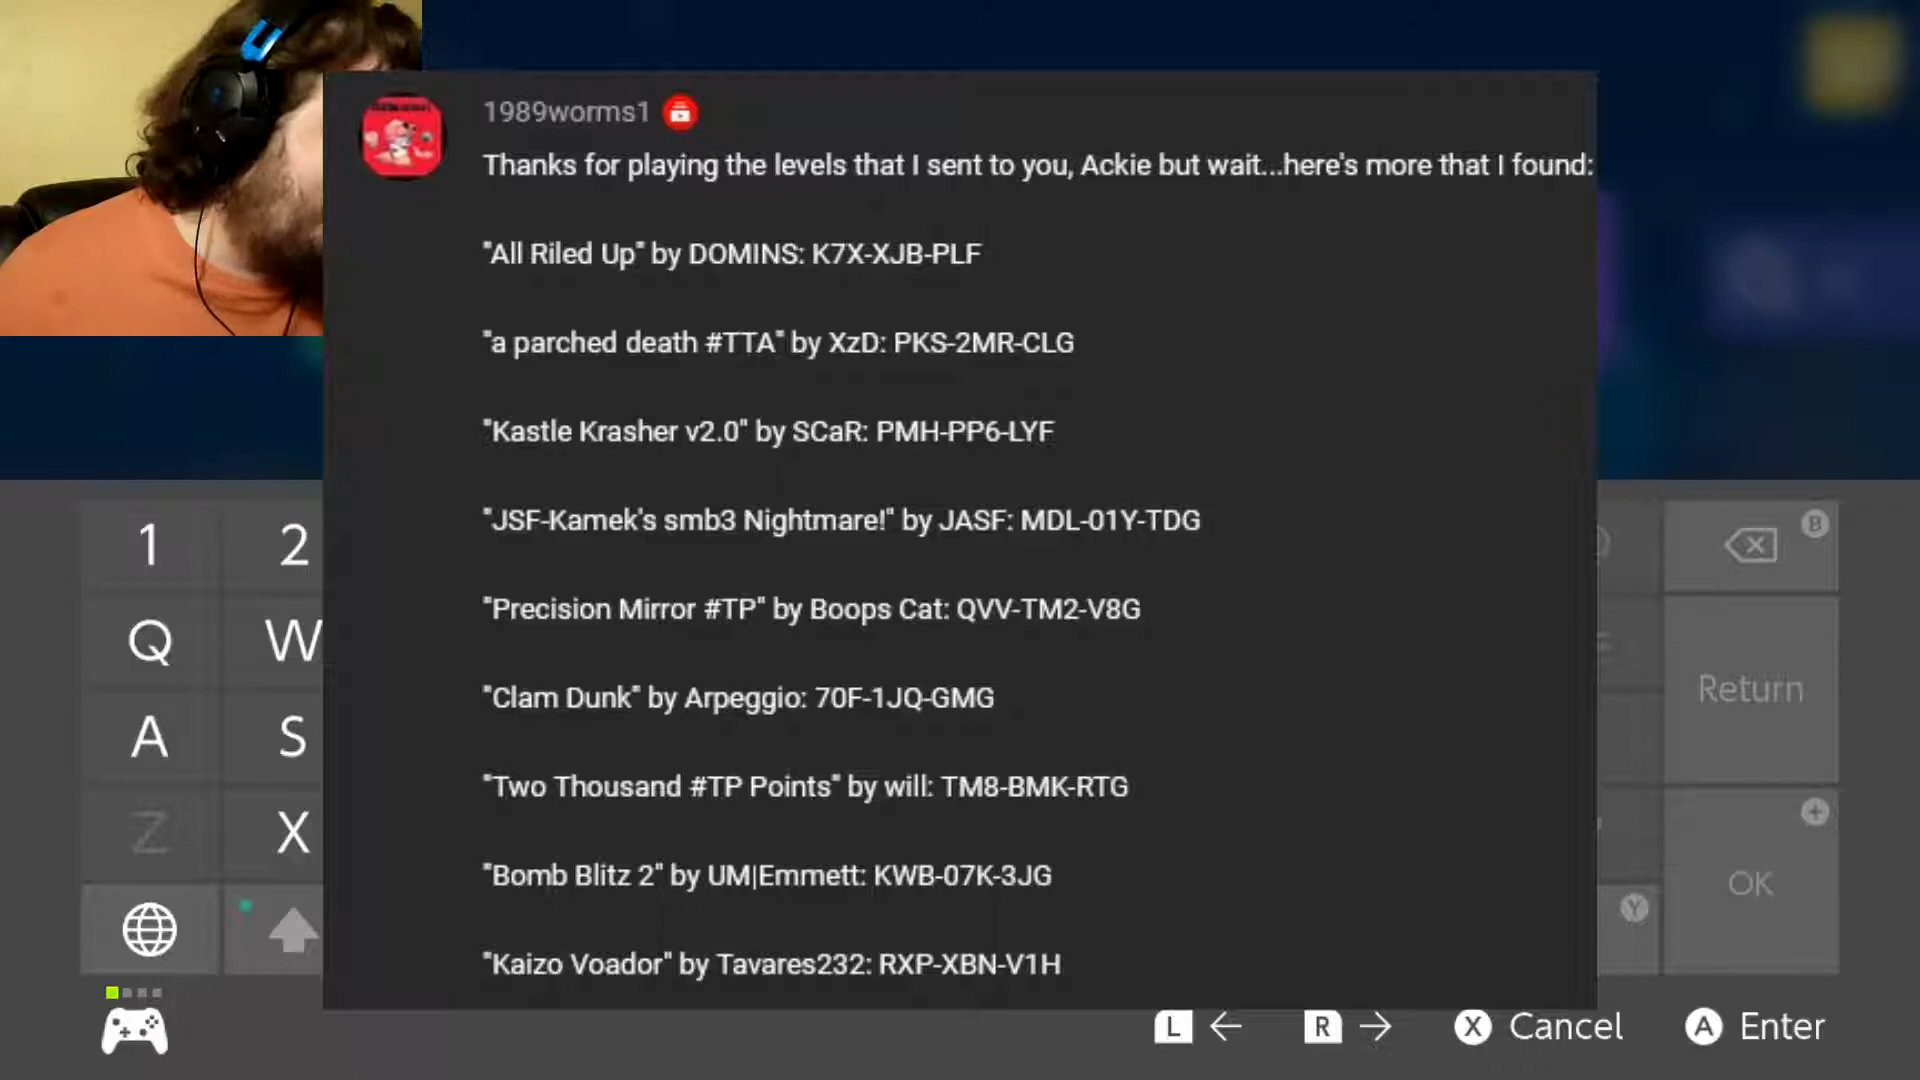 1989worms1
Thanks for playing the levels that I sent to you, Ackie but wait...here's more that I found:
"All Riled Up" by DOMINS: K7X-XJB-PLF
"a parched death #TTA" by XzD: PKS-2MR-CLG
"Kastle Krasher v2.0" by SCaR: PMH-PP6-LYF
"JSF-Kamek's smb3 Nightmare!" by JASF: MDL-01Y-TDG
"Precision Mirror #TP" by Boops Cat: QVV-TM2-V8G
"Clam Dunk" by Arpeggio: 70F-1JQ-GMG
"Two Thousand #TP Points" by will: TM8-BMK-RTG
"Bomb Blitz 2" by UM|Emmett: KWB-07K-3JG
"Kaizo Voador" by Tavares232: RXP-XBN-V1H
1 2
B
Q W
Return
A S
Z X
+
OK
Y
L ← R → X Cancel A Enter